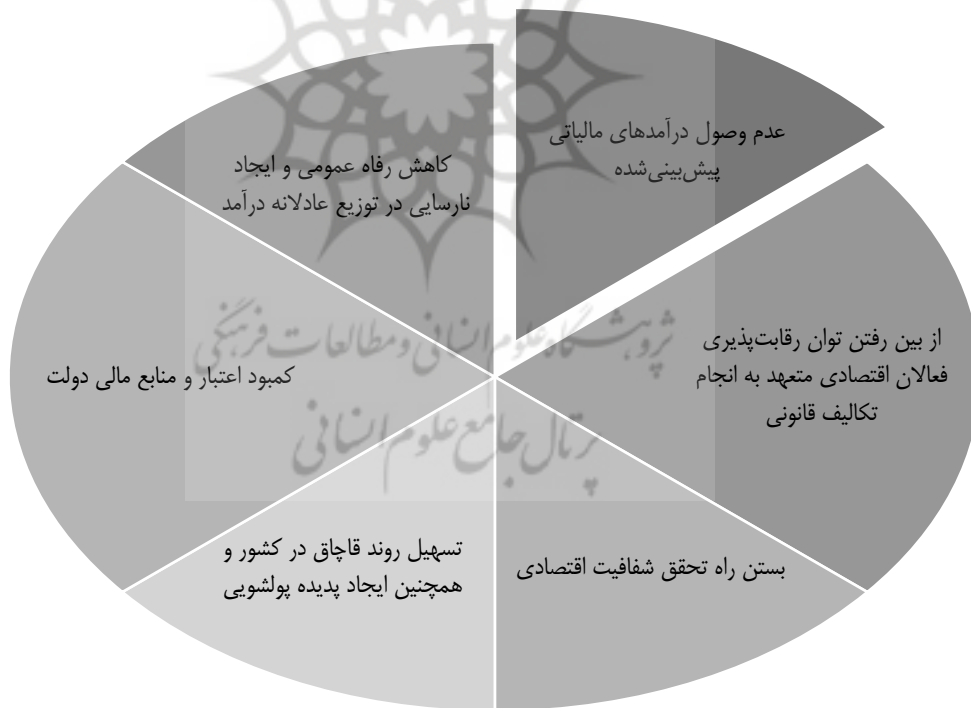 عدم وصول درآمدهای مالیاتی
پیش‌بینی‌شده
کاهش رفاه عمومی و ایجاد
نارسایی در توزیع عادلانه درآمد
از بین رفتن توان رقابت‌پذیری
فعالان اقتصادی متعهد به انجام
تکالیف قانونی
کمبود اعتبار و منابع مالی دولت
بستن راه تحقق شفافیت اقتصادی
تسهیل روند قاچاق در کشور و
همچنین ایجاد پدیده پولشویی
پژوهشگاه علوم انسانی و مطالعات فرهنگی
پرتال جامع علوم انسانی